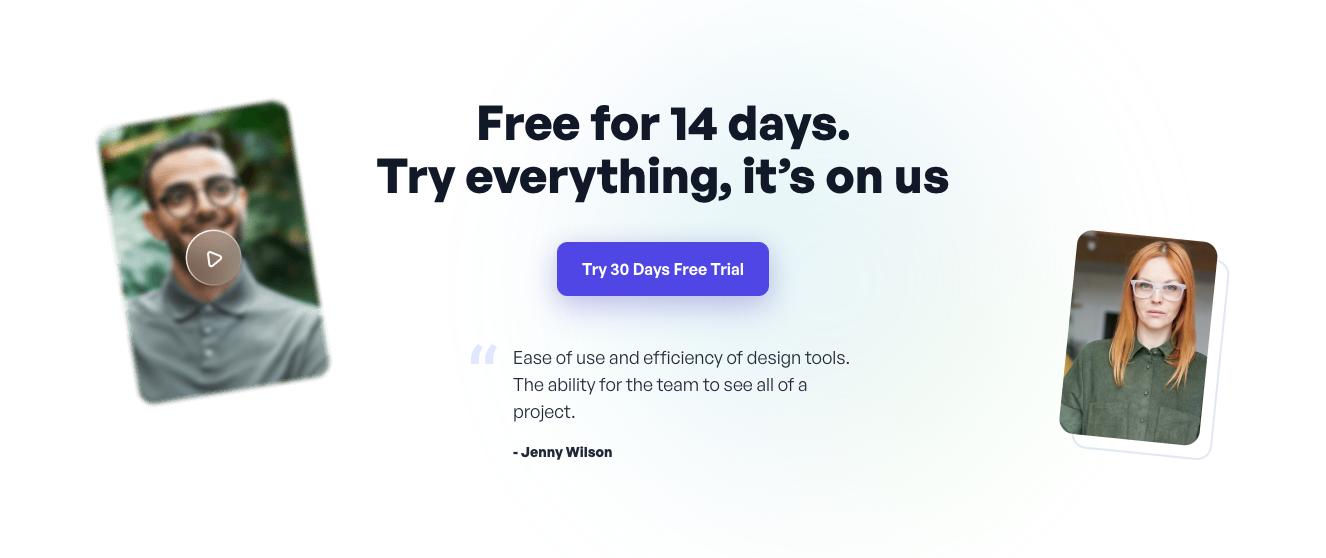 Free for 14 days.
Try everything, it’s on us
Try 30 Days Free Trial
“ Ease of use and efficiency of design tools.
The ability for the team to see all of a
project.
- Jenny Wilson